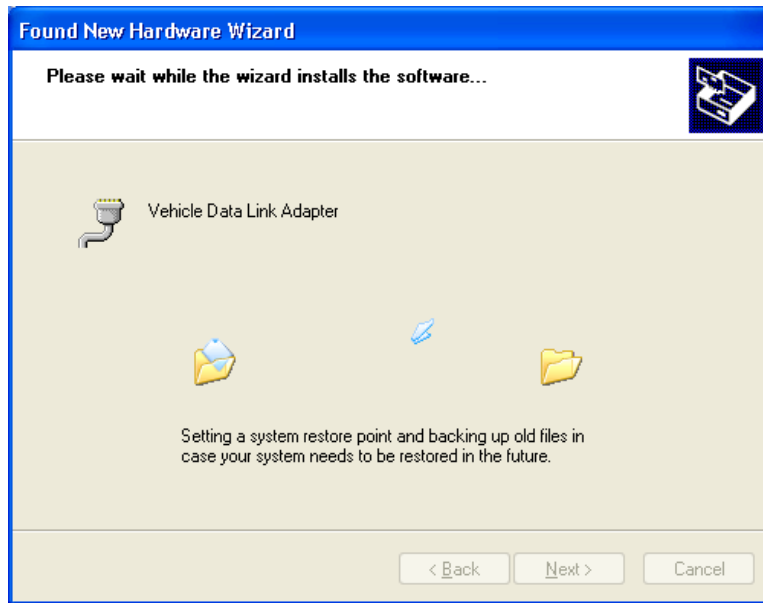 Found New Hardware Wizard
Please wait while the wizard installs the software...
Vehicle Data Link Adapter
Setting a system restore point and backing up old files in
case your system needs to be restored in the future.
< Back
Next >
Cancel